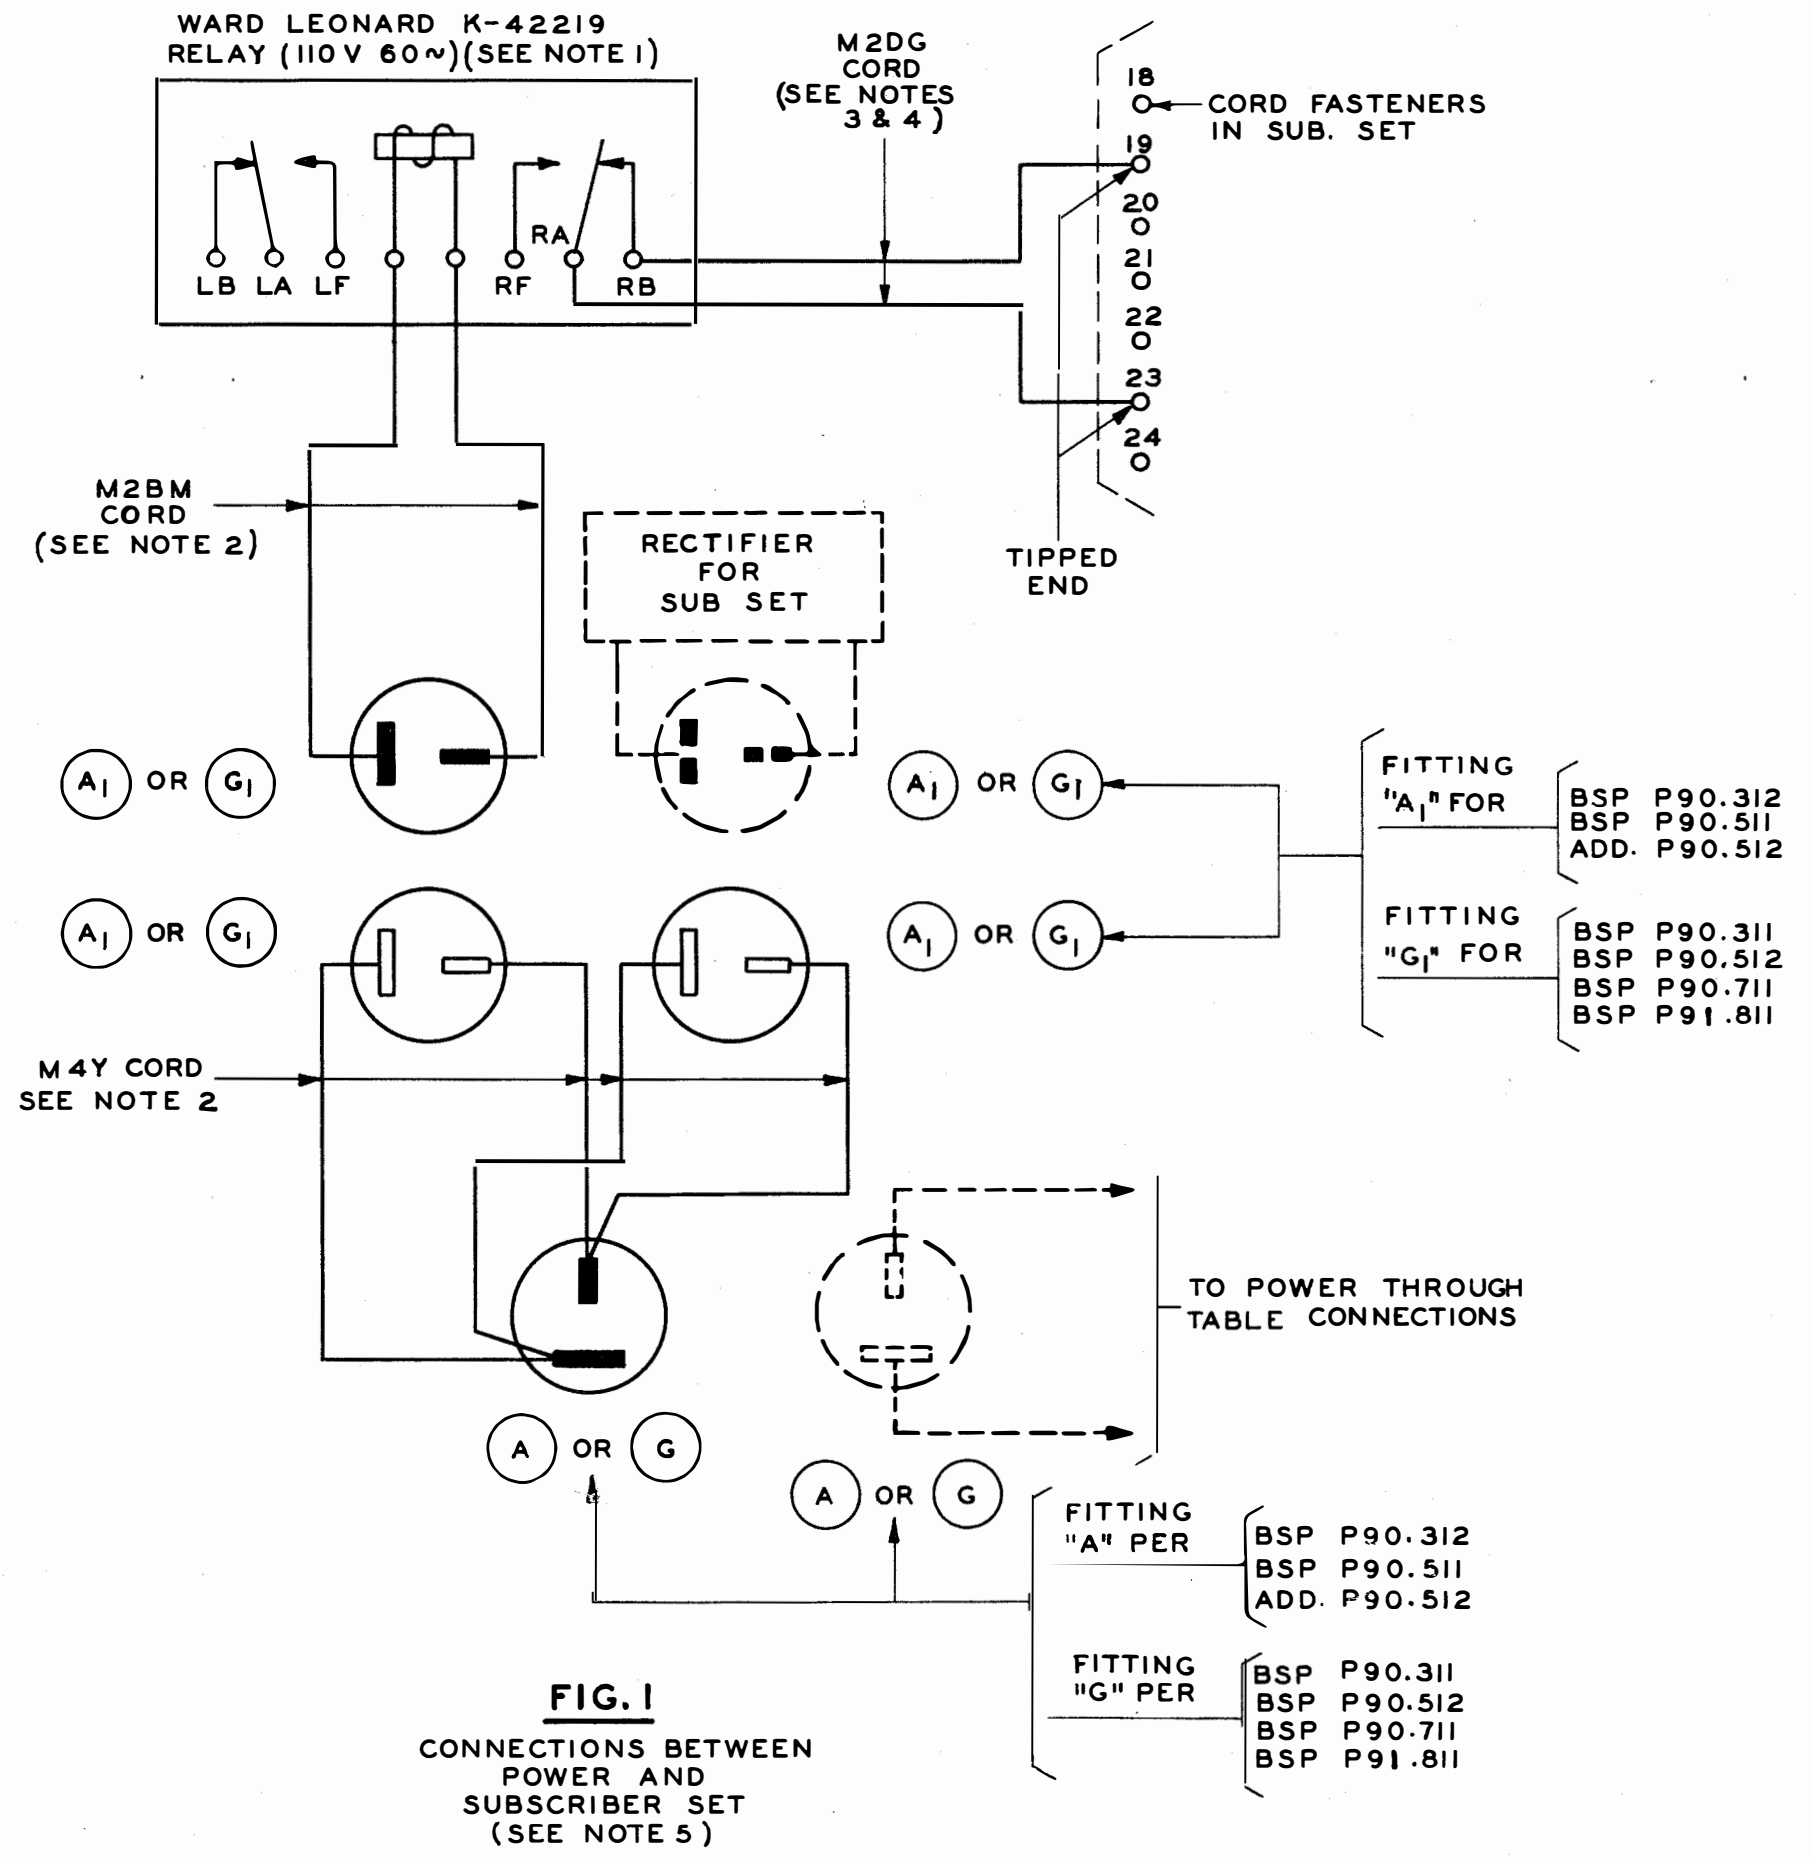 WARD LEONARD K-42219
RELAY (110V 60~)(SEE NOTE 1)
M2DG
CORD
(SEE NOTES
3 & 4)
18
CORD FASTENERS
IN SUB. SET
19
20
21
22
23
24
LB LA LF
RA
RF
RB
M2BM
CORD
(SEE NOTE 2)
RECTIFIER
FOR
SUB SET
TIPPED
END
A1 OR G1
A1 OR G1
FITTING
"A1" FOR
BSP P90.312
BSP P90.511
ADD. P90.512
A1 OR G1
A1 OR G1
FITTING
"G1" FOR
BSP P90.311
BSP P90.512
BSP P90.711
BSP P91.811
M4Y CORD
SEE NOTE 2
TO POWER THROUGH
TABLE CONNECTIONS
A OR G
A OR G
FITTING
"A" PER
BSP P90.312
BSP P90.511
ADD. P90.512
FITTING
"G" PER
BSP P90.311
BSP P90.512
BSP P90.711
BSP P91.811
FIG. 1
CONNECTIONS BETWEEN
POWER AND
SUBSCRIBER SET
(SEE NOTE 5)